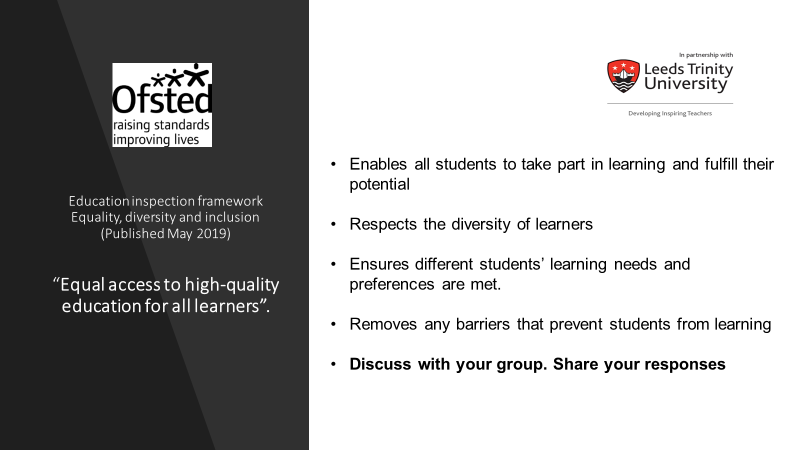 Ofsted
raising standards
improving lives
Education inspection framework
Equality, diversity and inclusion
(Published May 2019)
“Equal access to high-quality
education for all learners”.
In partnership with
Leeds Trinity
University
Developing Inspiring Teachers
• Enables all students to take part in learning and fulfill their
potential
• Respects the diversity of learners
• Ensures different students’ learning needs and
preferences are met.
• Removes any barriers that prevent students from learning
• Discuss with your group. Share your responses